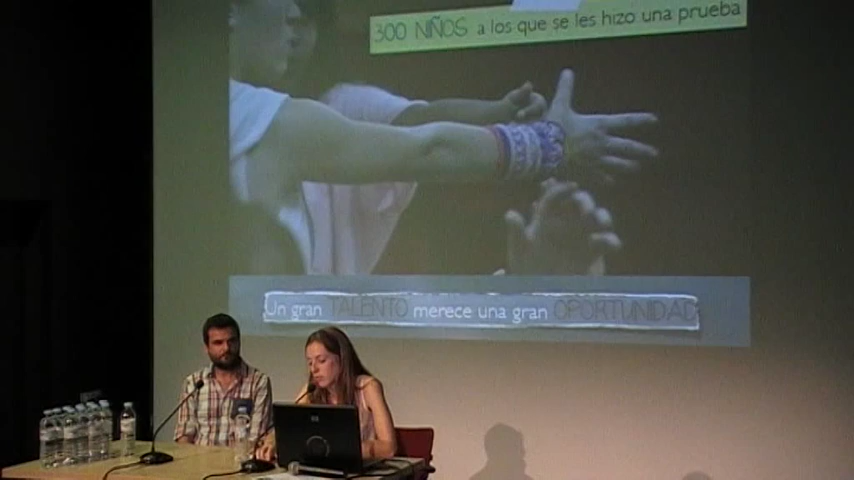 300 NIÑOS a los que se les hizo una prueba
Un gran TALENTO merece una gran OPORTUNIDAD